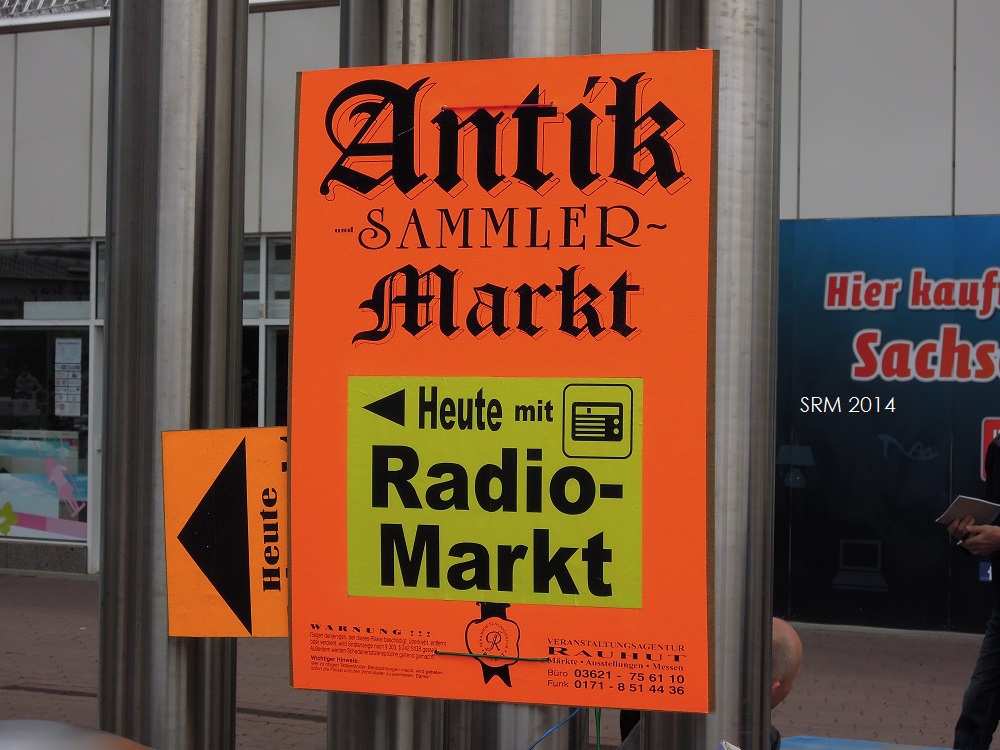 Antik
und SAMMLER-
Markt
Heute mit
Radio-
Markt
Heute
WARNUNG !!!
Wichtiger Hinweis:
VERANSTALTUNGSAGENTUR
RAUHUT
Märkte · Ausstellungen · Messen
Büro 03621 - 75 61 10
Funk 0171 - 8 51 44 36
Hier kauf
Sachs
SRM 2014